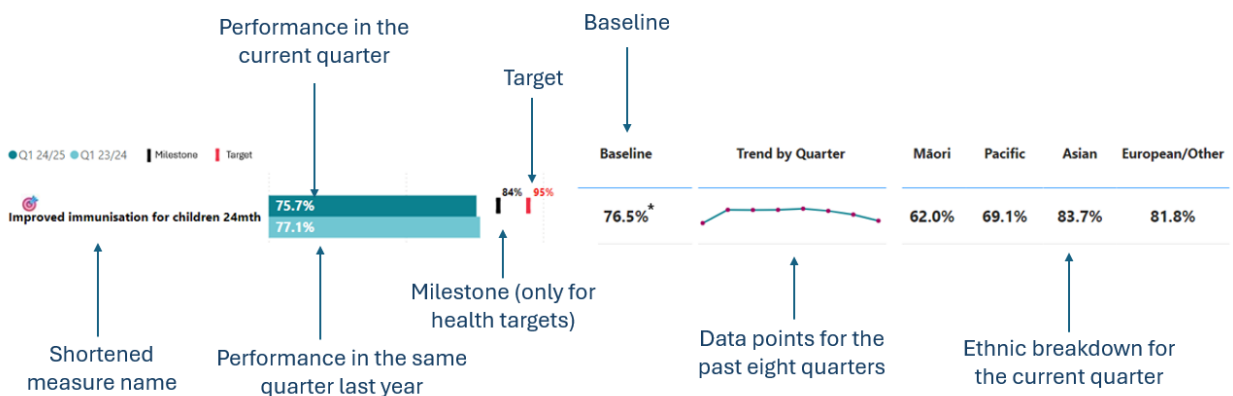 Performance in the
current quarter
Baseline
Target
Q1 24/25 Q1 23/24 Milestone Target
Baseline Trend by Quarter Māori Pacific Asian European/Other
84% 95%
75.7%
Improved immunisation for children 24mth
77.1%
76.5%* 62.0% 69.1% 83.7% 81.8%
Milestone (only for
health targets)
Shortened
measure name
Performance in the same
quarter last year
Data points for the
past eight quarters
Ethnic breakdown for
the current quarter